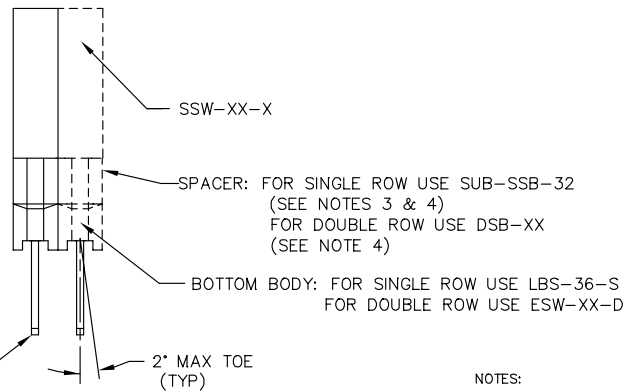 SSW-XX-X
SPACER: FOR SINGLE ROW USE SUB-SSB-32
(SEE NOTES 3 & 4)
FOR DOUBLE ROW USE DSB-XX
(SEE NOTE 4)
BOTTOM BODY: FOR SINGLE ROW USE LBS-36-S
FOR DOUBLE ROW USE ESW-XX-D
2° MAX TOE
(TYP)
NOTES: